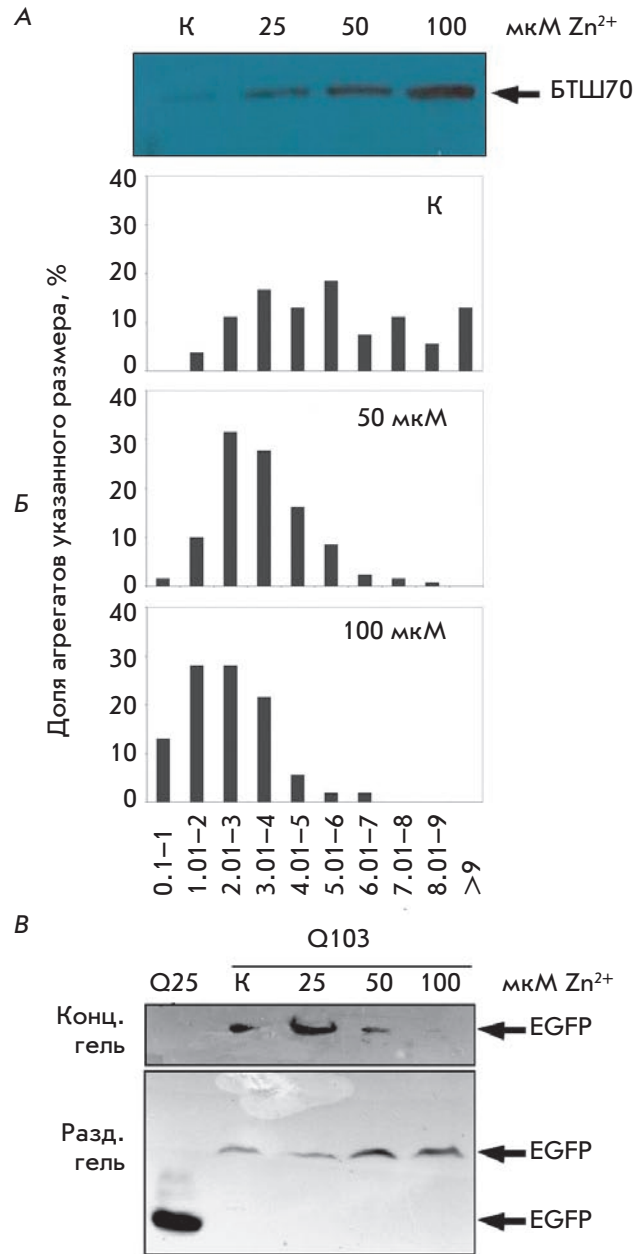 А
К 25 50 100 мкМ Zn²⁺
БТШ70
Б
Доля агрегатов указанного размера, %
40
30
20
10
0
К
40
30
20
10
0
50 мкМ
40
30
20
10
0
100 мкМ
0.1–1
1.01–2
2.01–3
3.01–4
4.01–5
5.01–6
6.01–7
7.01–8
8.01–9
>9
В
Q103
Q25 К 25 50 100 мкМ Zn²⁺
Конц.
гель
EGFP
Разд.
гель
EGFP
EGFP